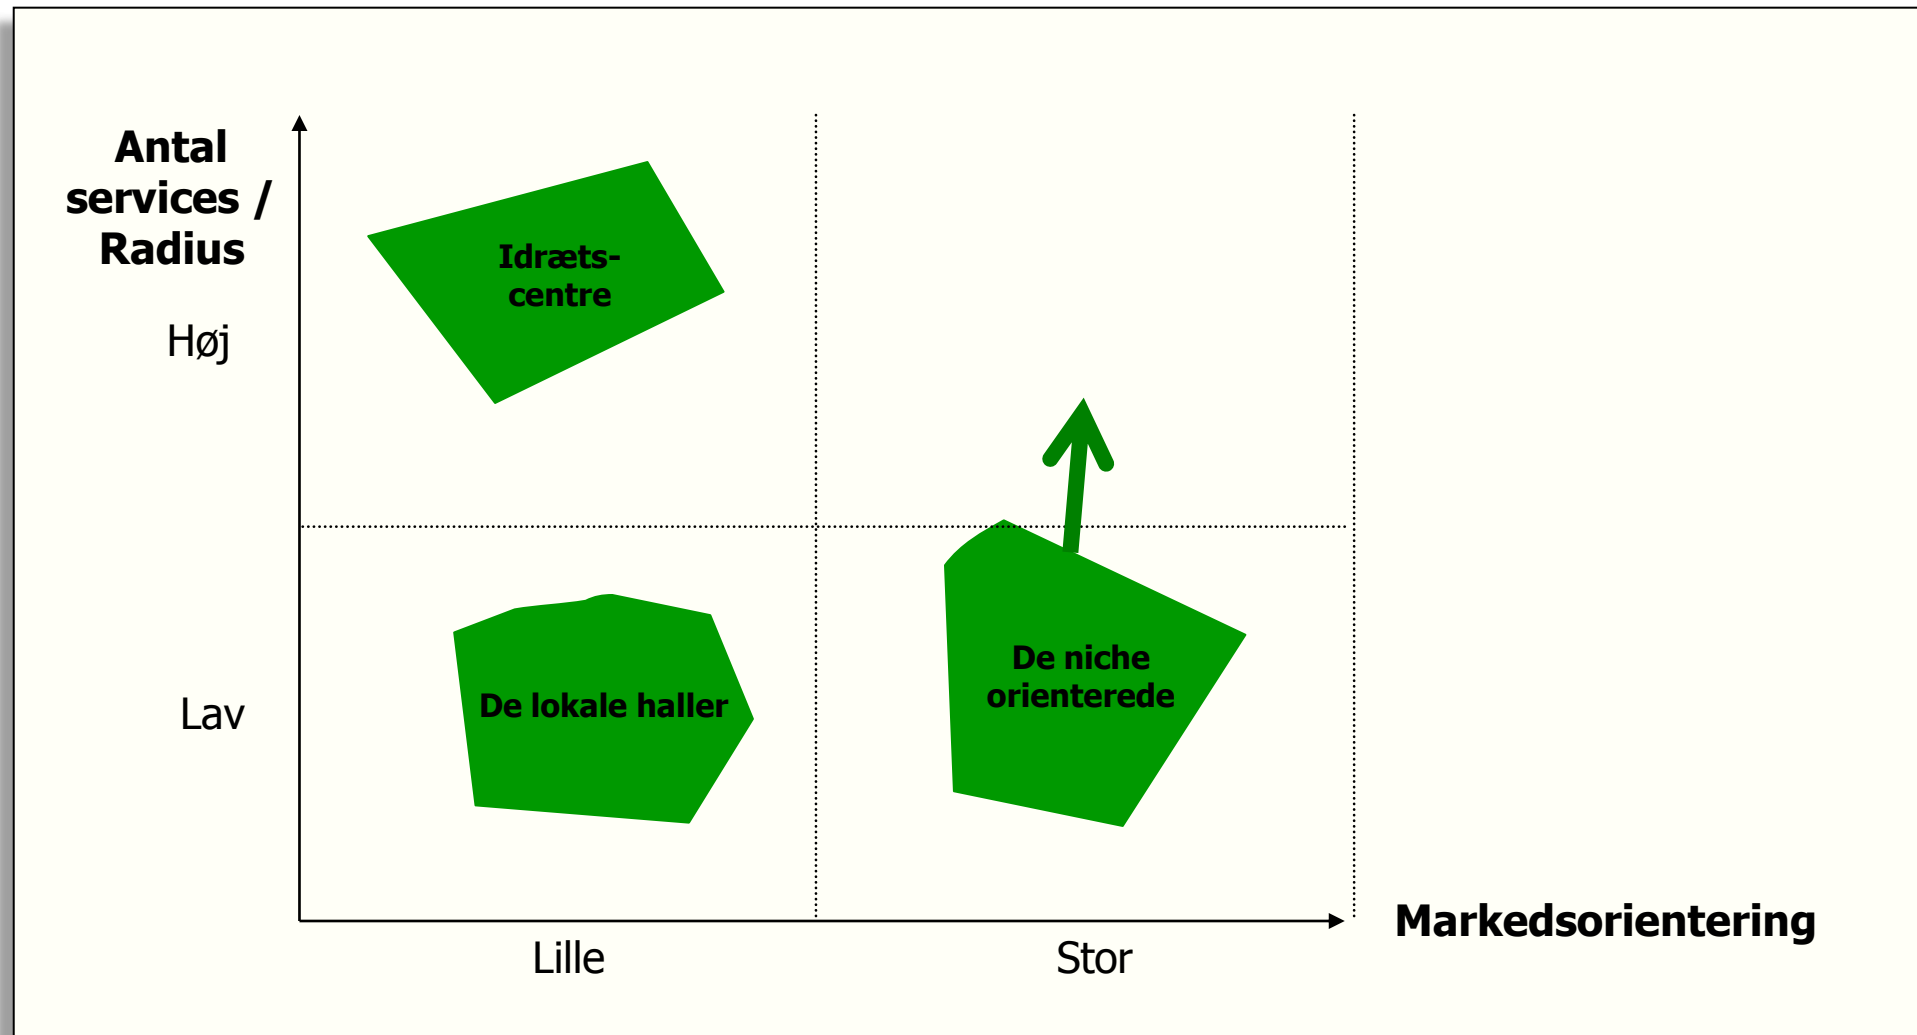 Antal
services /
Radius
Høj
Lav
Idræts-
centre
De lokale haller
De niche
orienterede
Lille
Stor
Markedsorientering